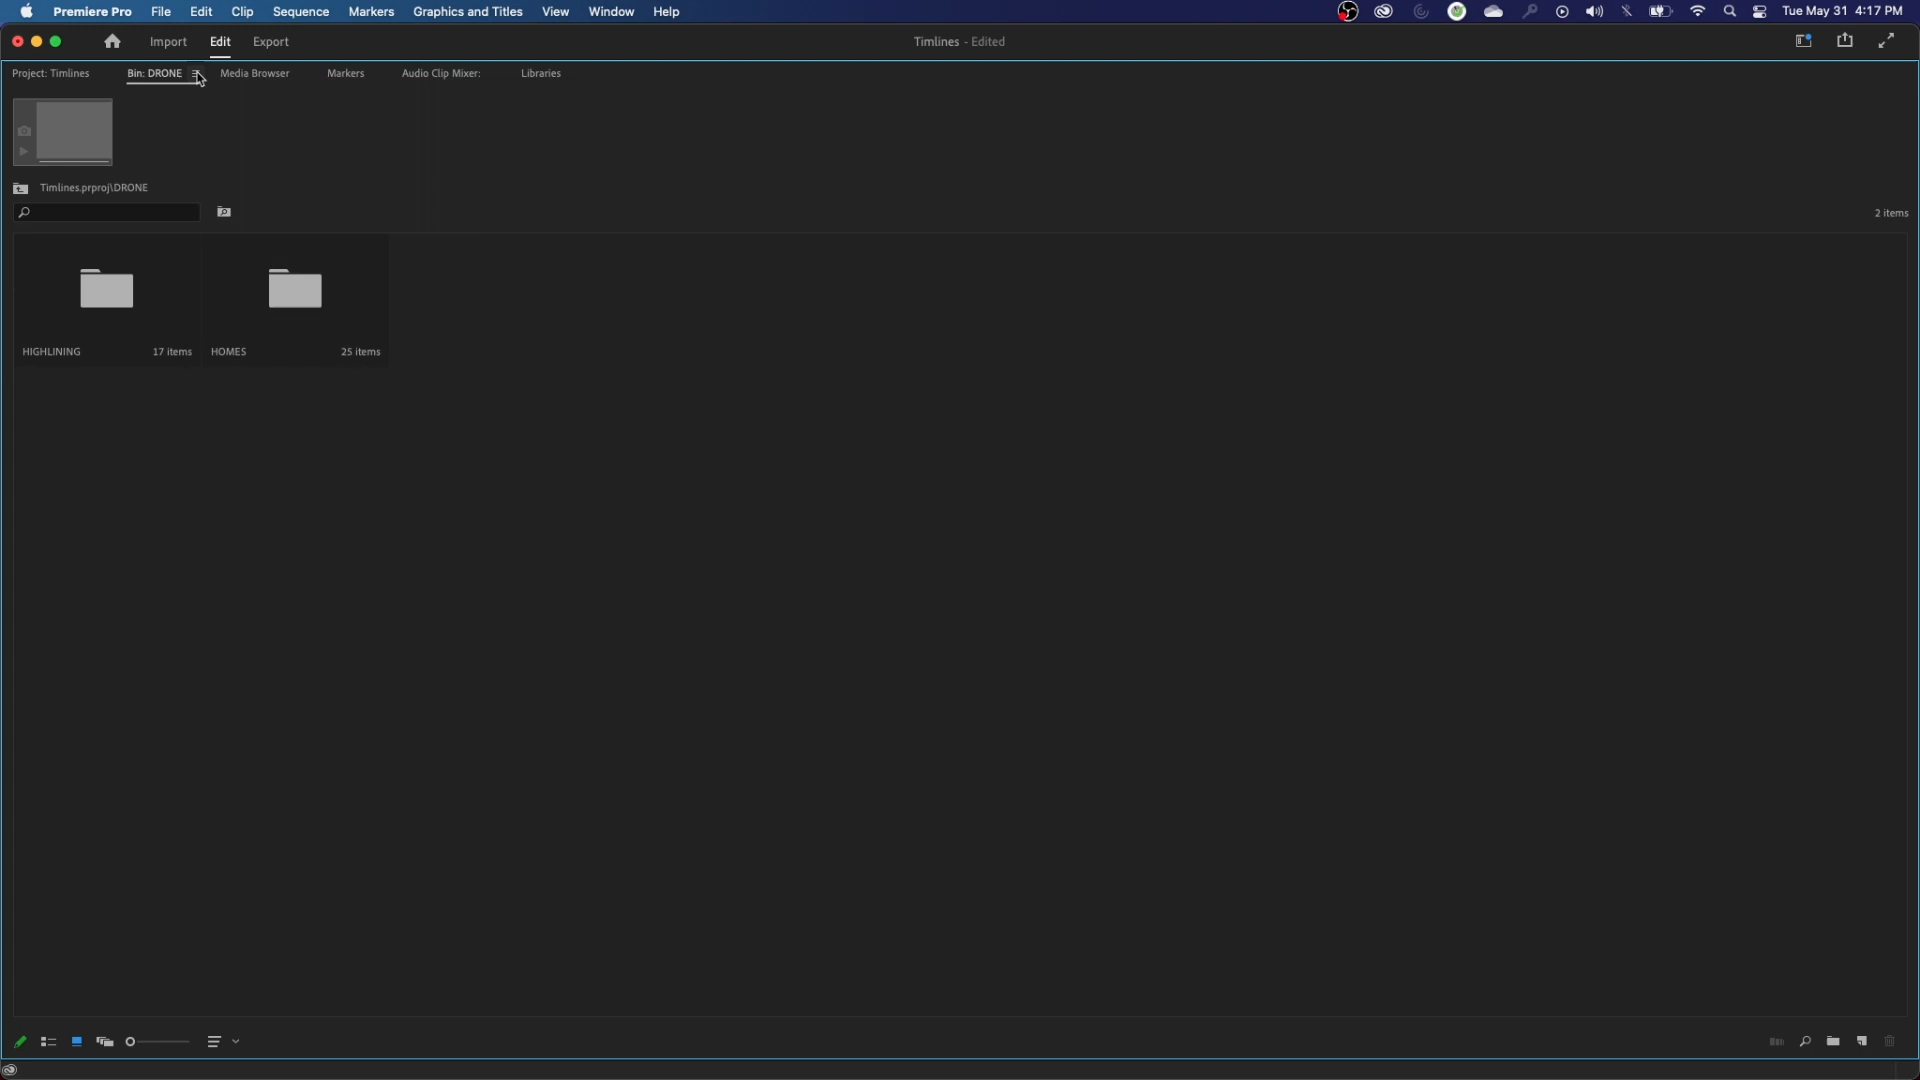 Premiere Pro File Edit Clip Sequence Markers Graphics and Titles View Window Help Tue May 31 4:17 PM
Import Edit Export Timlines - Edited
Project: Timlines Bin: DRONE Media Browser Markers Audio Clip Mixer: Libraries
Timlines.prproj\DRONE
2 items
HIGHLINING 17 items HOMES 25 items